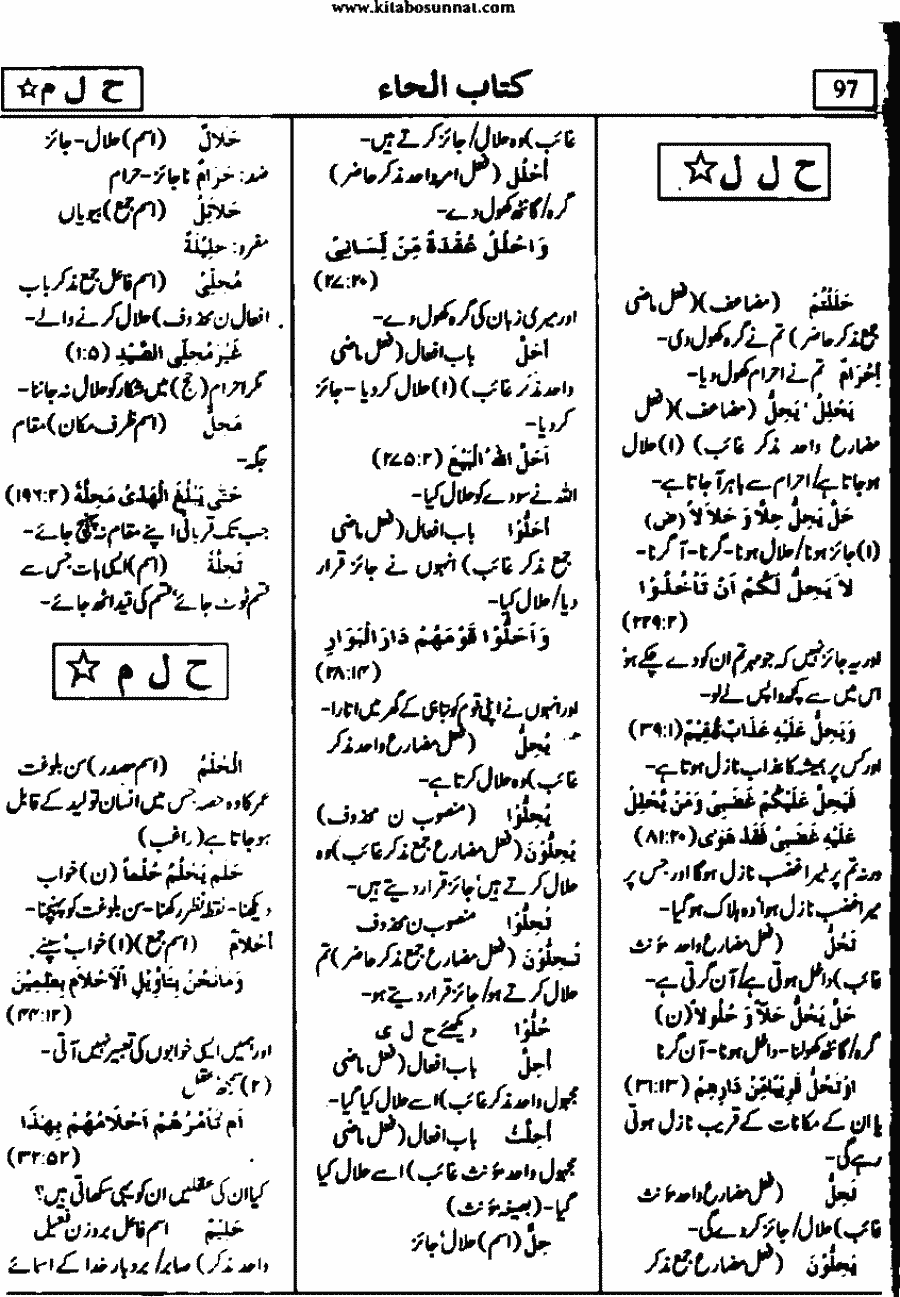 www.kitabosunnat.com
97
کتاب الحاء
ح ل م ☆
ح ل ل ☆
حَلَلْتُمْ (مضاعف)(فعل ماضی
جمع مذکر حاضر) تم نے گرہ کھول دی-
اِحْرَامٌ تم نے احرام کھول دیا-
يَحْلِلْ ' يَحِلُّ (مضاعف)(فعل
مضارع واحد مذکر غائب) (۱) حلال
ہو جاتا ہے/ احرام سے باہر آ جاتا ہے-
حَلَّ يَحِلُّ حِلًّا وَ حَلَالًا (ض)
(۱) جائز ہونا/ حلال ہونا-گرنا-آ گرنا-
لَا يَحِلُّ لَكُمْ اَنْ تَأْخُذُوْا
(۲۲۹:۲)
اور یہ جائز نہیں کہ جو مہر تم ان کو دے چکے ہو
اس میں سے کچھ واپس لے لو-
وَيَحِلُّ عَلَيْهِ عَذَابٌ مُّقِيْمٌ (۳۹:۱)
اور کس پر ہمیشہ کا عذاب نازل ہوتا ہے-
فَيَحِلَّ عَلَيْكُمْ غَضَبِىْ وَمَنْ يَّحْلِلْ
عَلَيْهِ غَضَبِىْ فَقَدْ هَوٰى (۸۱:۲۰)
ورنہ تم پر میرا غضب نازل ہوگا اور جس پر
میرا غضب نازل ہوا' وہ ہلاک ہو گیا-
تَحُلُّ (فعل مضارع واحد مؤنث
غائب) داخل ہوتی ہے/ آن گرتی ہے-
حَلَّ يَحُلُّ حَلًّا وَ حُلُوْلًا (ن)
گرہ/ گانٹھ کھولنا-داخل ہونا-آن گرنا
اَوْ تَحُلُّ قَرِيْبًا مِّنْ دَارِهِمْ (۳۱:۱۳)
یا ان کے مکانات کے قریب نازل ہوتی
رہے گی-
تَحِلُّ (فعل مضارع واحد مؤنث
غائب) حلال/ جائز کر دے گی-
يَحِلُّوْنَ (فعل مضارع جمع مذکر
غائب) وہ حلال/ جائز کرتے ہیں-
اُحْلُلْ (فعل امر واحد مذکر حاضر)
گرہ/ گانٹھ کھول دے-
وَ احْلُلْ عُقْدَةً مِّنْ لِّسَانِىْ
(۲۷:۲۰)
اور میری زبان کی گرہ کھول دے-
اَحَلَّ باب افعال (فعل ماضی
واحد مذکر غائب) (۱) حلال کر دیا-جائز
کر دیا-
اَحَلَّ اللّٰهُ الْبَيْعَ (۲۷۵:۲)
اللہ نے سودے کو حلال کیا-
اَحَلُّوْا باب افعال (فعل ماضی
جمع مذکر غائب) انہوں نے جائز قرار
دیا/ حلال کیا-
وَ اَحَلُّوْا قَوْمَهُمْ دَارَ الْبَوَارِ
(۲۸:۱۴)
اور انہوں نے اپنی قوم کو تباہی کے گھر میں اتارا-
يُحِلُّ (فعل مضارع واحد مذکر
غائب) وہ حلال کرتا ہے-
يُحِلُّوْا (منصوب ن محذوف)
يُحِلُّوْنَ (فعل مضارع جمع مذکر غائب) وہ
حلال کرتے ہیں' جائز قرار دیتے ہیں-
تُحِلُّوْا منصوب ن محذوف
تُحِلُّوْنَ (فعل مضارع جمع مذکر حاضر) تم
حلال کرتے ہو/ جائز قرار دیتے ہو-
حُلُّوْا دیکھئے ح ل ی
اُحِلَّ باب افعال (فعل ماضی
مجہول واحد مذکر غائب) اسے حلال کیا گیا-
اُحِلَّتْ باب افعال (فعل ماضی
مجہول واحد مؤنث غائب) اسے حلال کیا
گیا-(بصیغہ مؤنث)
حِلٌّ (اسم) حلال' جائز
حَلَالٌ (اسم) حلال-جائز
ضد: حَرَامٌ ناجائز-حرام
حَلَائِلُ (اسم جمع) بیویاں
مفرد: حَلِيْلَةٌ
مُحِلِّىْ (اسم فاعل جمع مذکر باب
افعال ن محذوف) حلال کرنے والے-
غَيْرَ مُحِلِّى الصَّيْدِ (۱:۵)
مگر احرام (حج) میں شکار کو حلال نہ جاننا-
مَحِلٌّ (اسم ظرف مکان) مقام
جگہ-
حَتّٰى يَبْلُغَ الْهَدْىُ مَحِلَّهٗ (۱۹۶:۲)
جب تک قربانی اپنے مقام نہ پہنچ جائے-
تَحِلَّةٌ (اسم) ایسی بات جس سے
قسم ٹوٹ جائے' قسم کی قید اٹھ جائے-
ح ل م ☆
الْحُلُمُ (اسم مصدر) سن بلوغت
عمر کا وہ حصہ جس میں انسان تولید کے قابل
ہو جاتا ہے (راغب)
حَلَمَ يَحْلُمُ حُلْمًا (ن) خواب
دیکھنا-نقطہ نظر رکھنا-سن بلوغت کو پہنچنا-
اَحْلَامٌ (اسم جمع) (۱) خواب' سپنے
وَمَا نَحْنُ بِتَأْوِيْلِ الْاَحْلَامِ بِعٰلِمِيْنَ
(۴۴:۱۲)
اور ہمیں ایسی خوابوں کی تعبیر نہیں آتی-
(۲) سمجھ' عقل
اَمْ تَأْمُرُهُمْ اَحْلَامُهُمْ بِهٰذَا
(۳۲:۵۲)
کیا ان کی عقلیں ان کو یہی سکھاتی ہیں؟
حَلِيْمٌ اسم فاعل بروزن فعیل
واحد مذکر) صابر/ بردبار خدا کے اسمائے